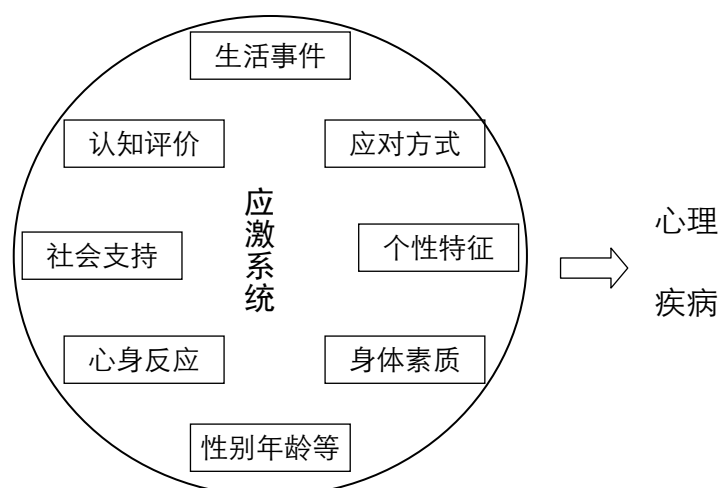 生活事件
认知评价
应对方式
应激系统
社会支持
个性特征
心理
疾病
心身反应
身体素质
性别年龄等